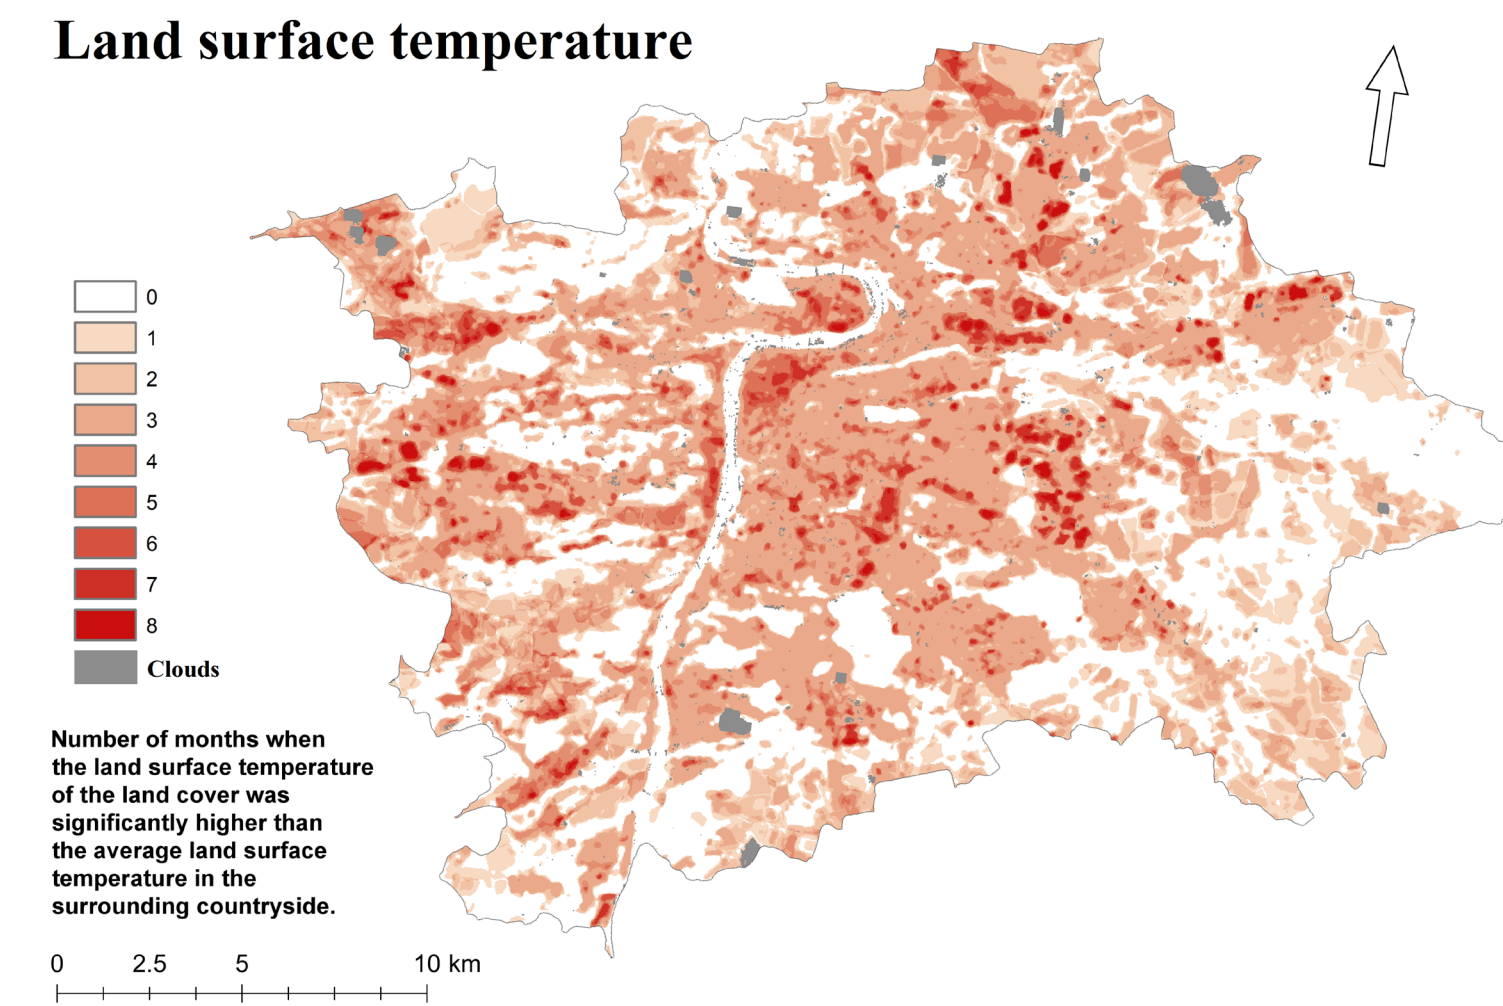 Land surface temperature
0
1
2
3
4
5
6
7
8
Clouds
Number of months when
the land surface temperature
of the land cover was
significantly higher than
the average land surface
temperature in the
surrounding countryside.
0 2.5 5 10 km